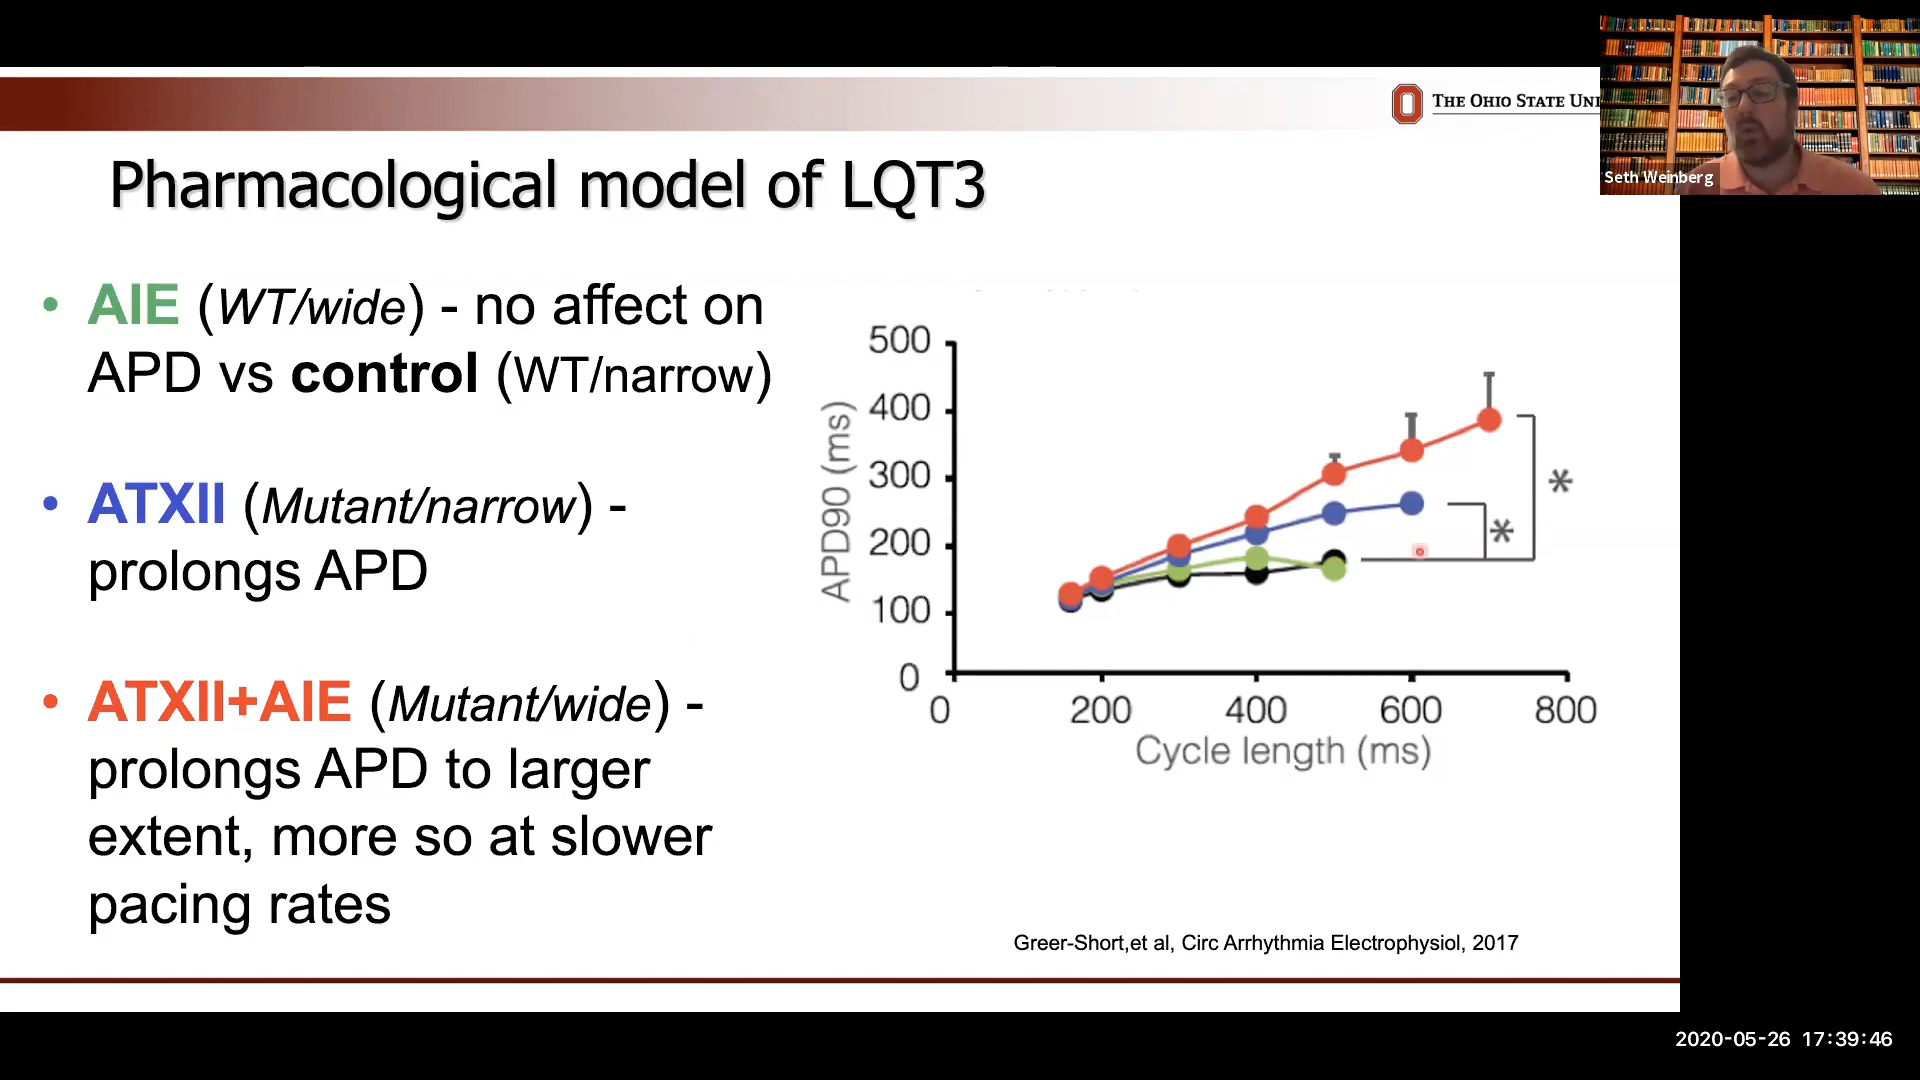 THE OHIO STATE UNI
Seth Weinberg
Pharmacological model of LQT3
• AIE (WT/wide) - no affect on
APD vs control (WT/narrow)
• ATXII (Mutant/narrow) -
prolongs APD
• ATXII+AIE (Mutant/wide) -
prolongs APD to larger
extent, more so at slower
pacing rates
APD90 (ms)
500
400
300
200
100
0
0 200 400 600 800
Cycle length (ms)
*
*
Greer-Short,et al, Circ Arrhythmia Electrophysiol, 2017
2020-05-26 17:39:46